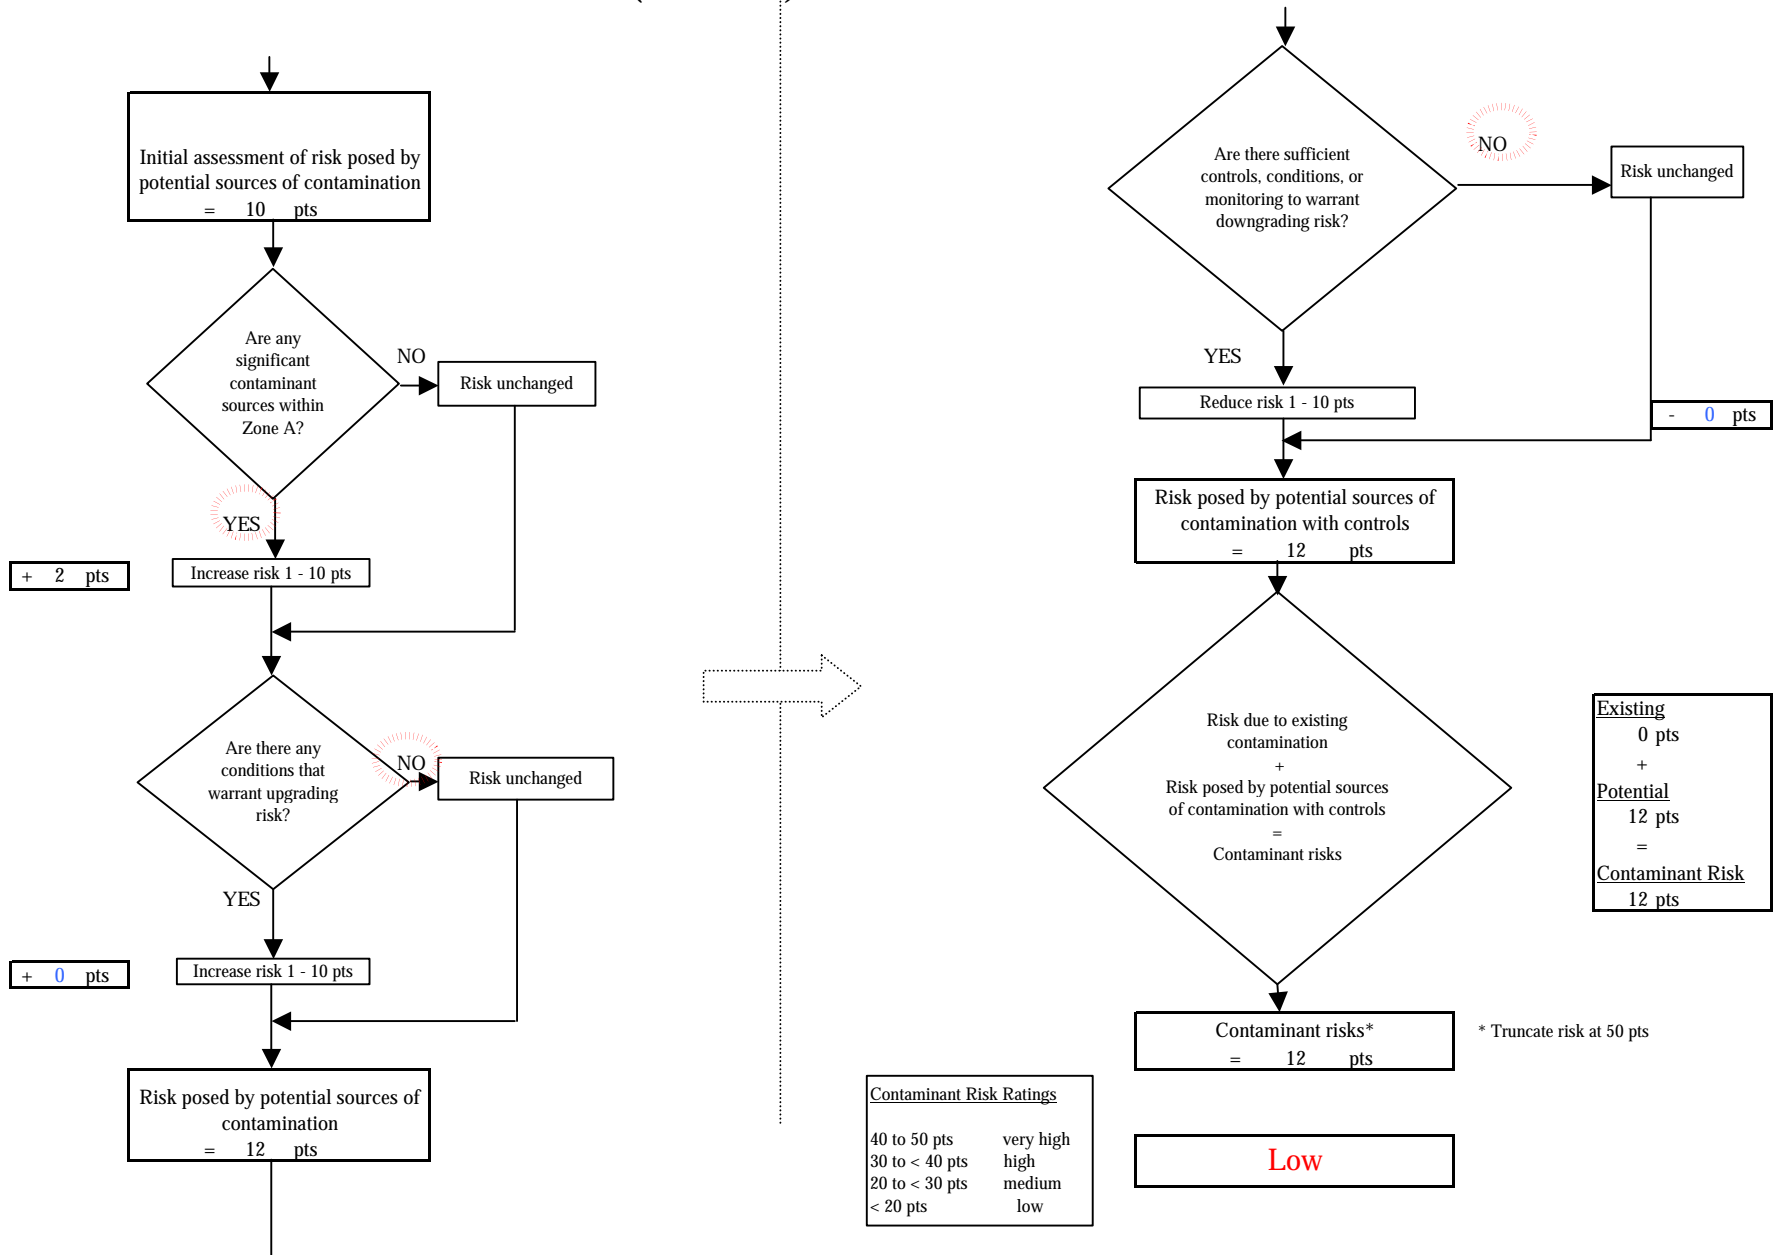 Initial assessment of risk posed by
potential sources of contamination
= 10 pts
Are any
significant
contaminant
sources within
Zone A?
NO
Risk unchanged
YES
+ 2 pts
Increase risk 1 - 10 pts
Are there any
conditions that
warrant upgrading
risk?
NO
Risk unchanged
YES
+ 0 pts
Increase risk 1 - 10 pts
Risk posed by potential sources of
contamination
= 12 pts
Are there sufficient
controls, conditions, or
monitoring to warrant
downgrading risk?
NO
Risk unchanged
YES
Reduce risk 1 - 10 pts
- 0 pts
Risk posed by potential sources of
contamination with controls
= 12 pts
Risk due to existing
contamination
+
Risk posed by potential sources
of contamination with controls
=
Contaminant risks
Existing
0 pts
+
Potential
12 pts
=
Contaminant Risk
12 pts
Contaminant risks*
= 12 pts
* Truncate risk at 50 pts
Contaminant Risk Ratings
40 to 50 pts very high
30 to < 40 pts high
20 to < 30 pts medium
< 20 pts low
Low